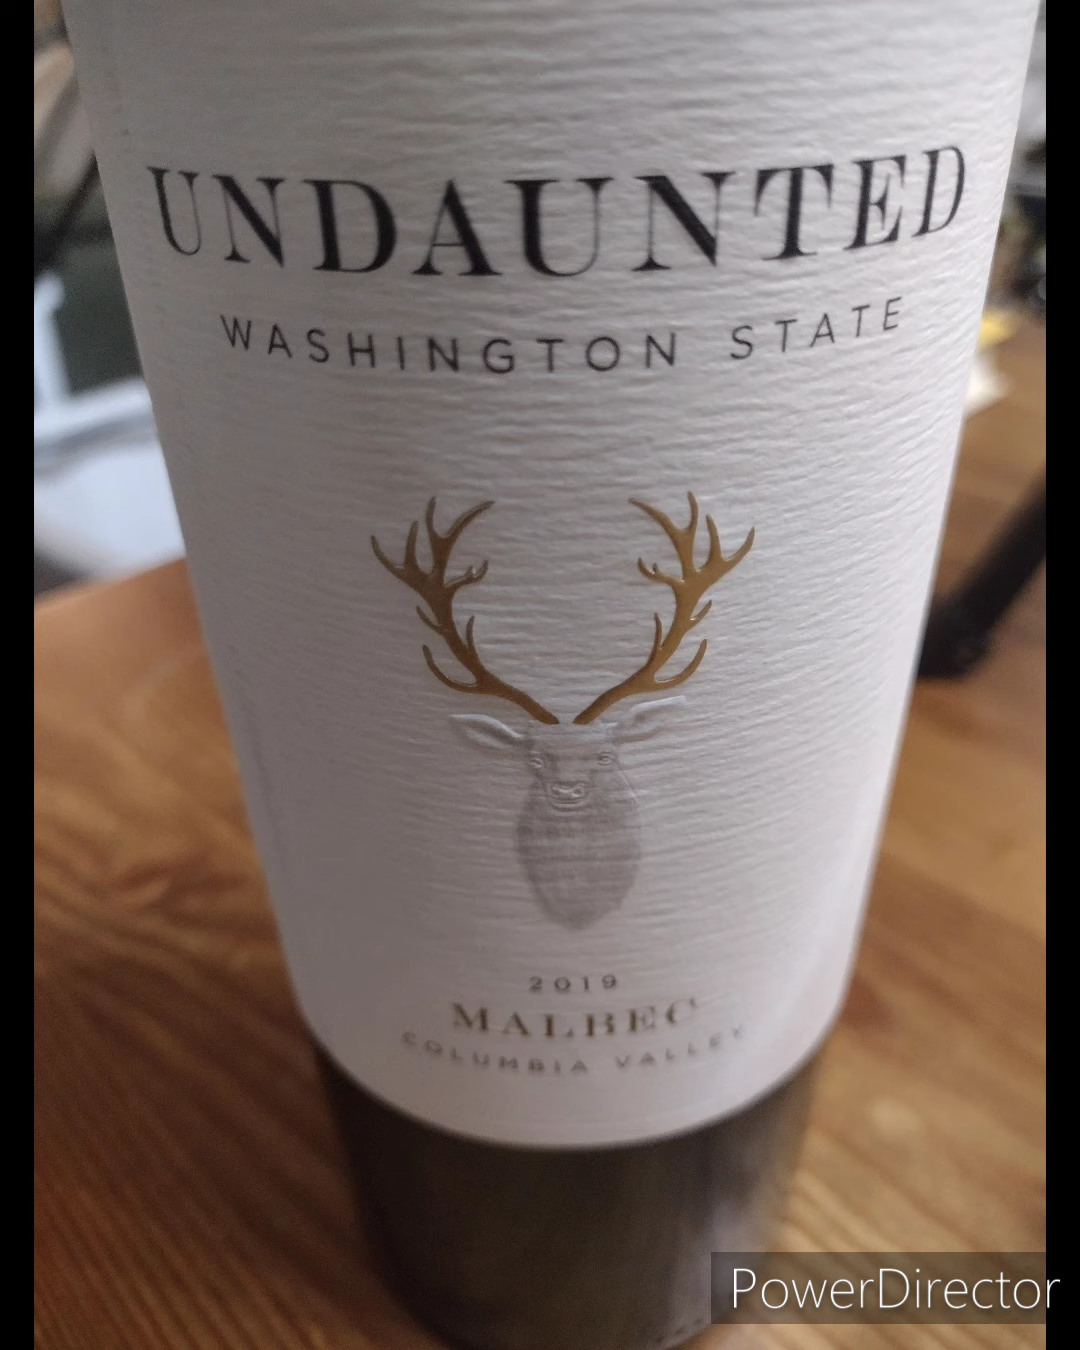 UNDAUNTED
WASHINGTON STATE
2019
MALBEC
COLUMBIA VALLEY
PowerDirector